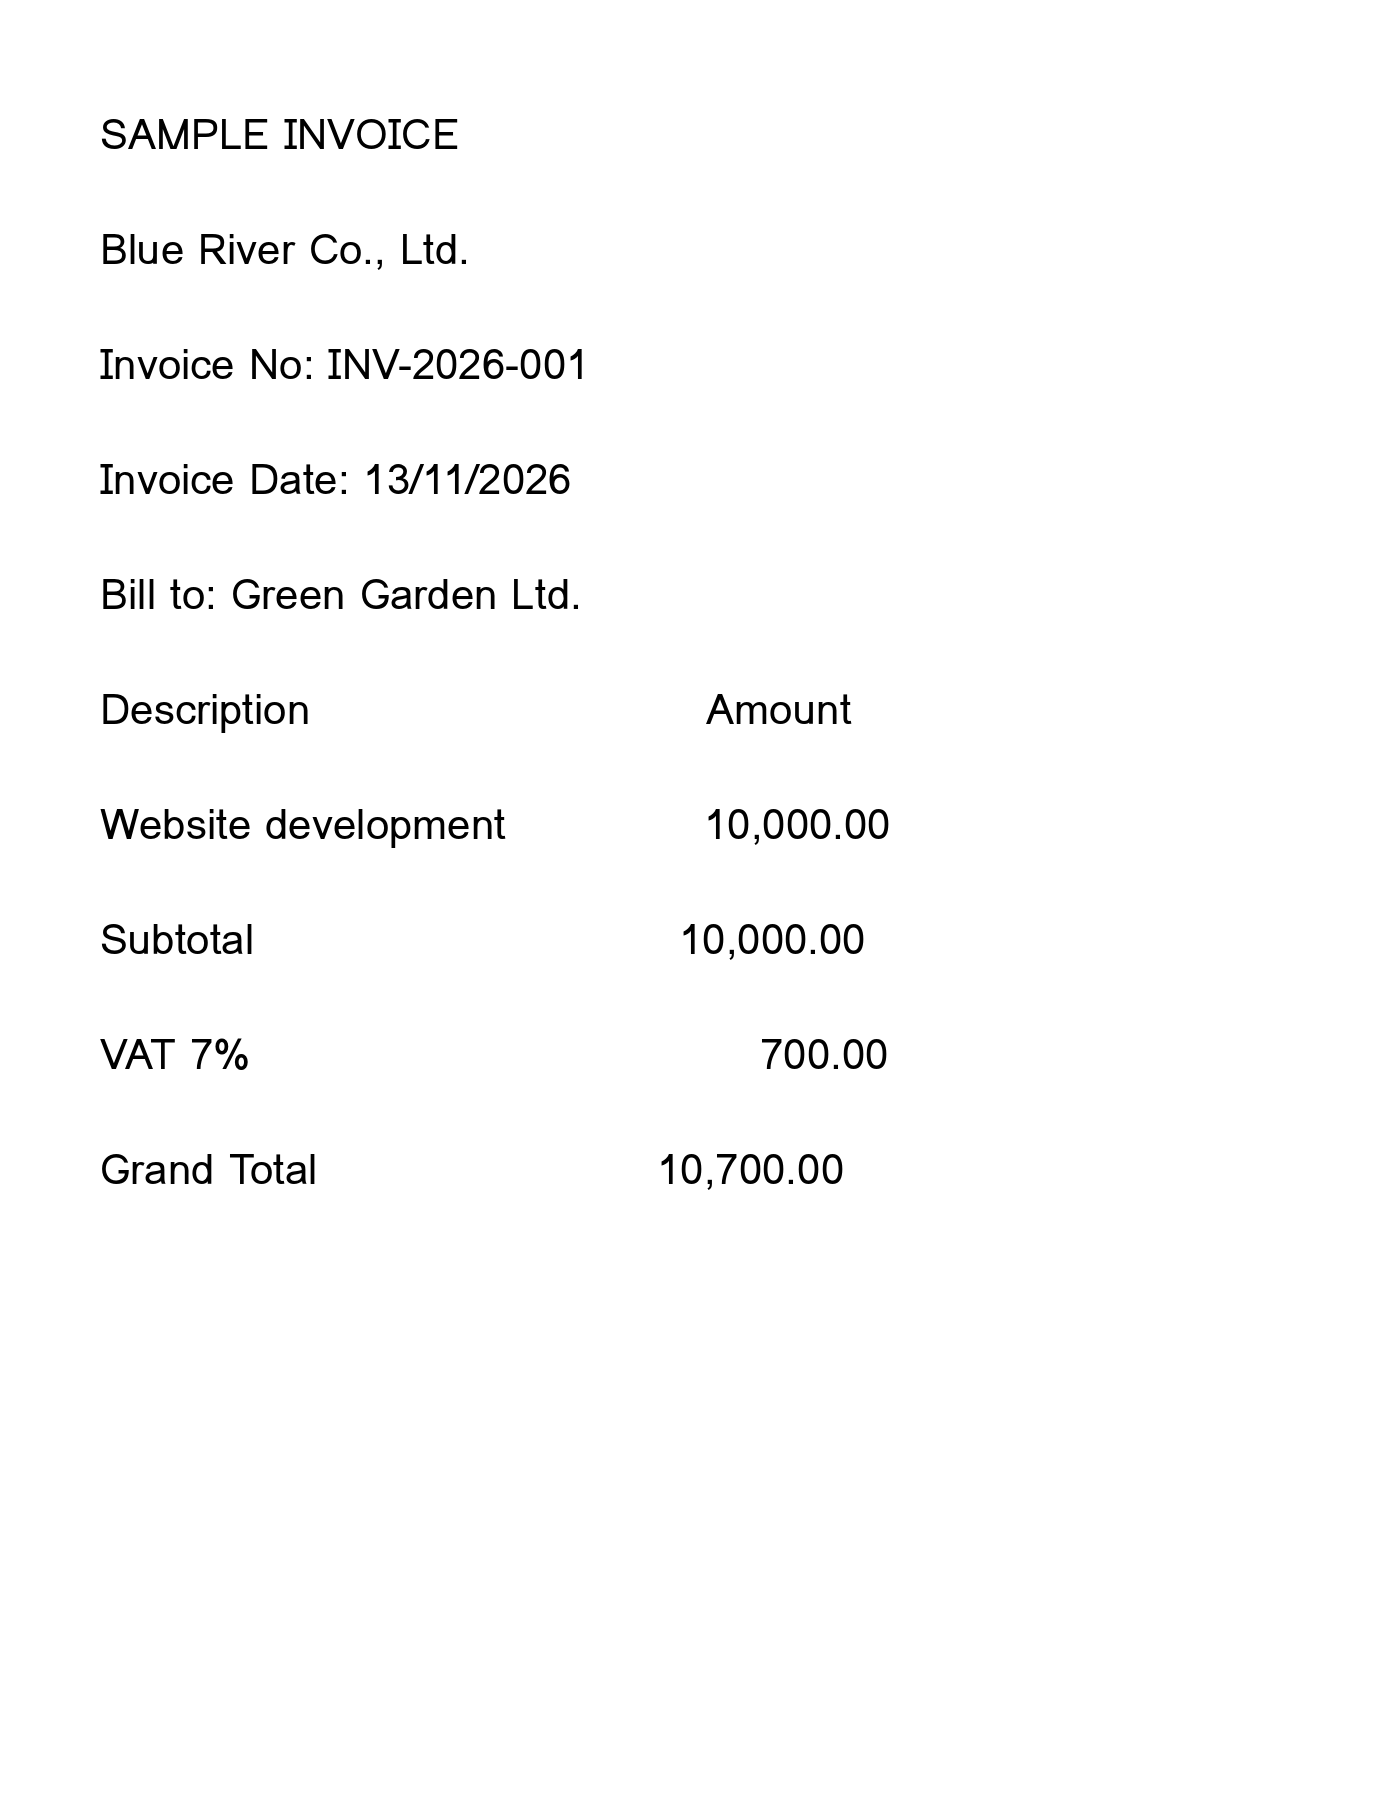 SAMPLE INVOICE
Blue River Co., Ltd.
Invoice No: INV-2026-001
Invoice Date: 13/11/2026
Bill to: Green Garden Ltd.
Description Amount
Website development 10,000.00
Subtotal 10,000.00
VAT 7% 700.00
Grand Total 10,700.00